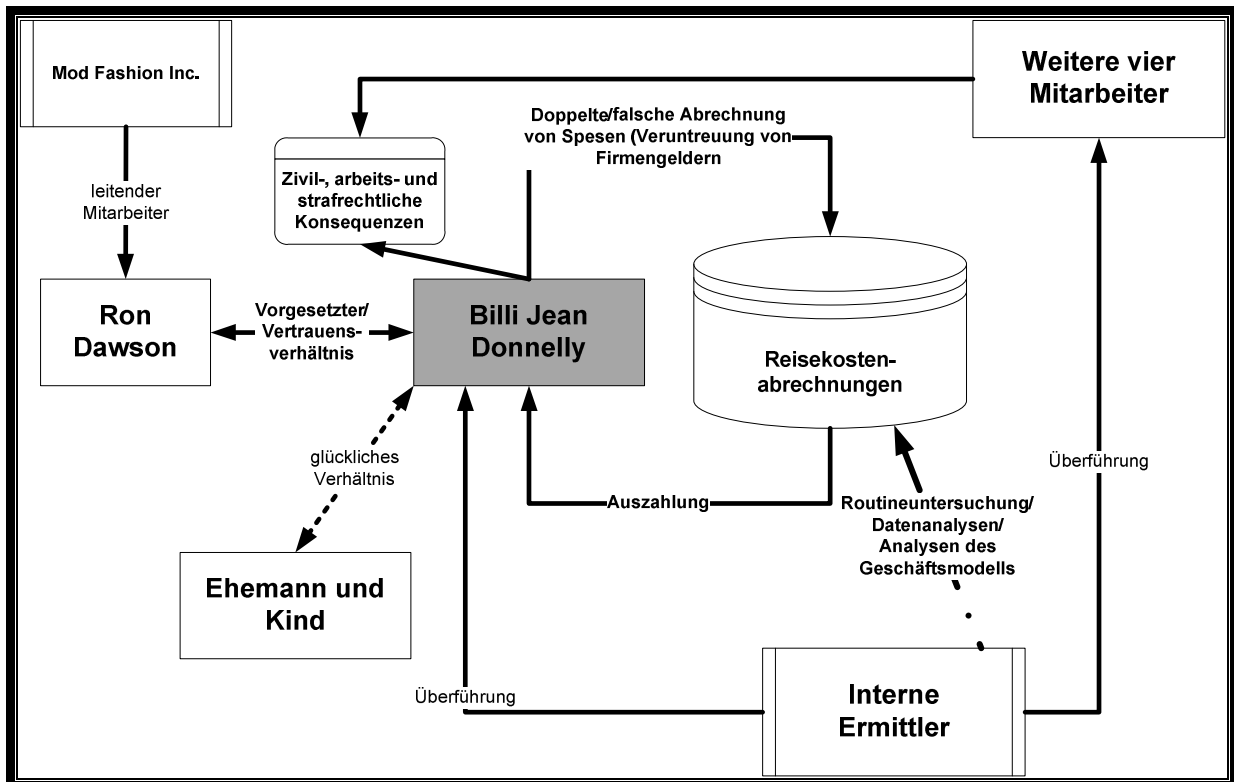 Mod Fashion Inc.
Weitere vier
Mitarbeiter
Doppelte/falsche Abrechnung
von Spesen (Veruntreuung von
Firmengeldern
Zivil-, arbeits- und
strafrechtliche
Konsequenzen
leitender
Mitarbeiter
Ron
Dawson
Vorgesetzter/
Vertrauens-
verhältnis
Billi Jean
Donnelly
Reisekosten-
abrechnungen
glückliches
Verhältnis
Überführung
Auszahlung
Routineuntersuchung/
Datenanalysen/
Analysen des
Geschäftsmodells
Ehemann und
Kind
Überführung
Interne
Ermittler